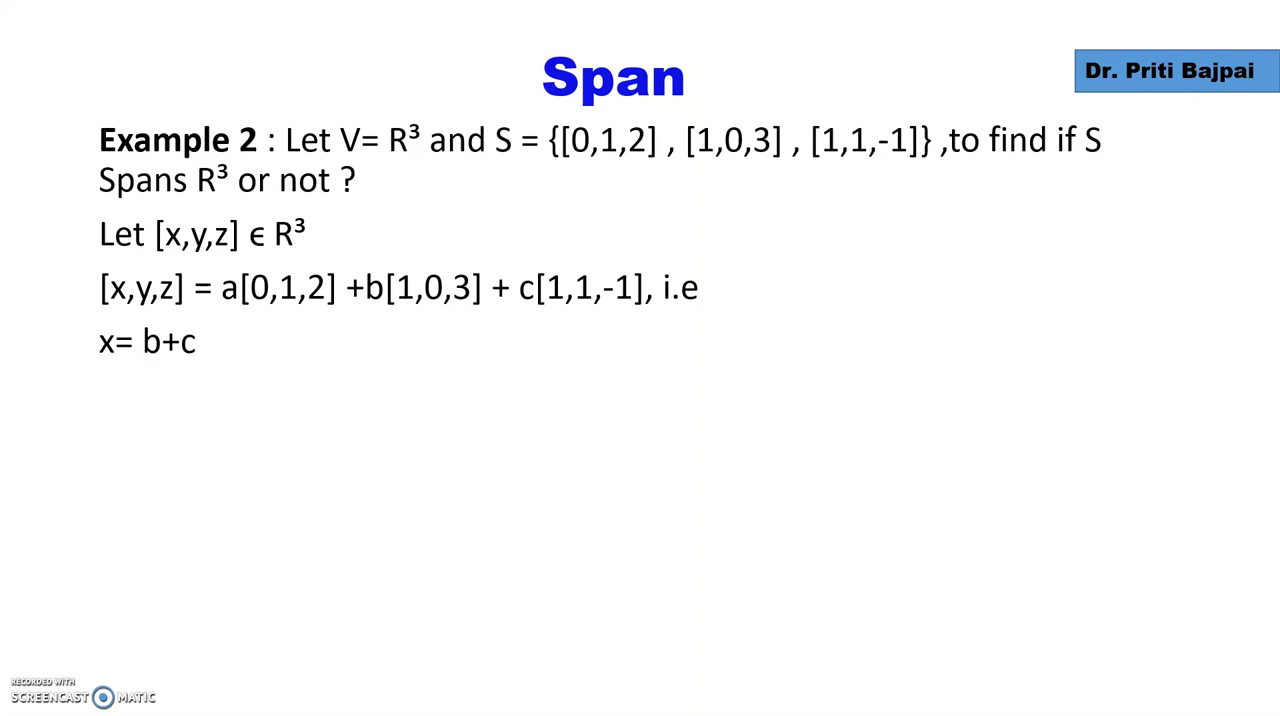 Span
Dr. Priti Bajpai
Example 2 : Let V= R³ and S = {[0,1,2] , [1,0,3] , [1,1,-1]} ,to find if S
Spans R³ or not ?
Let [x,y,z] ϵ R³
[x,y,z] = a[0,1,2] +b[1,0,3] + c[1,1,-1], i.e
x= b+c
RECORDED WITH
SCREENCAST MATIC